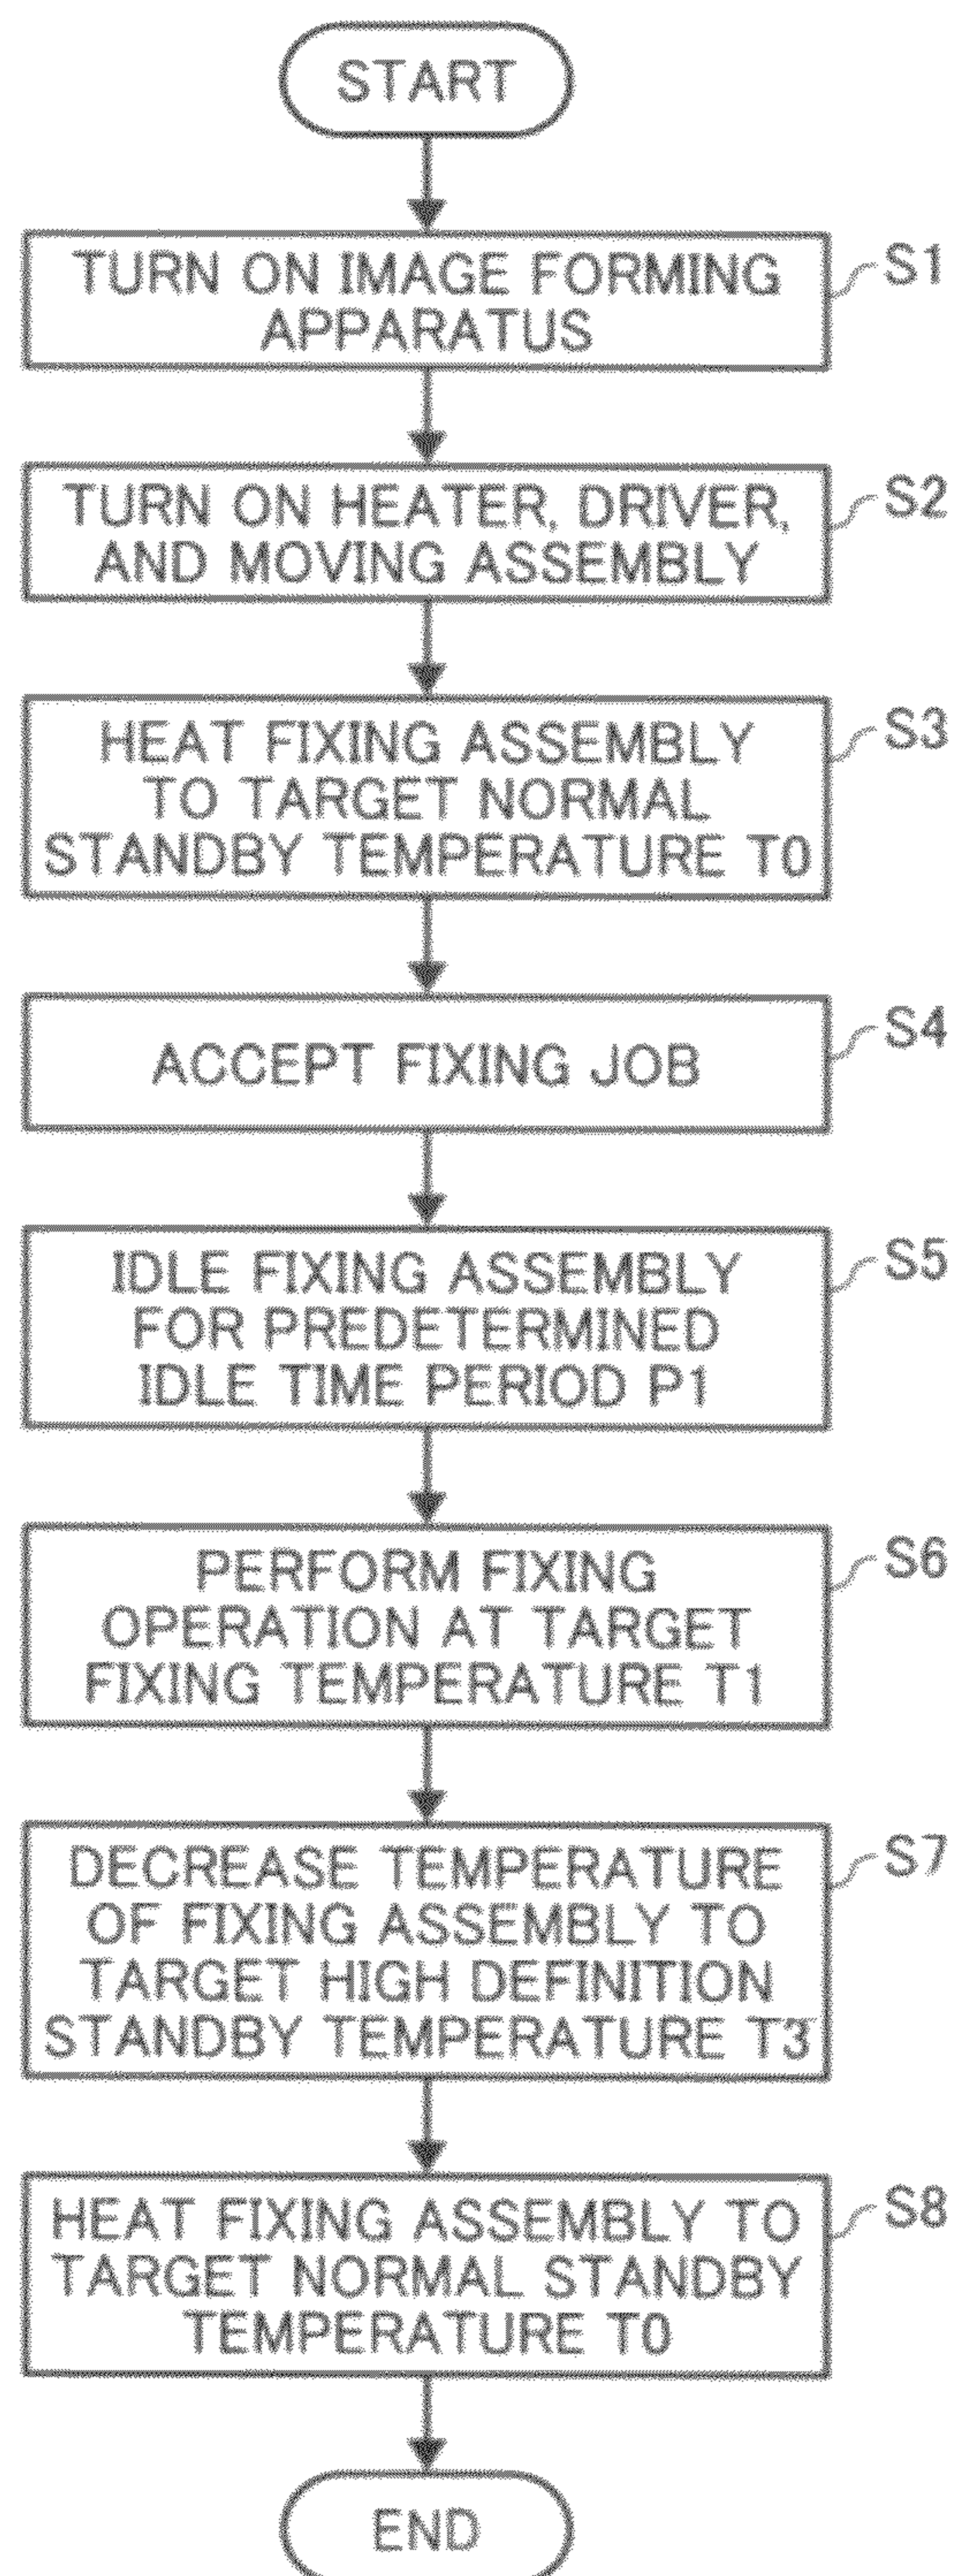 START
TURN ON IMAGE FORMING
APPARATUS
S1
TURN ON HEATER, DRIVER,
AND MOVING ASSEMBLY
S2
HEAT FIXING ASSEMBLY
TO TARGET NORMAL
STANDBY TEMPERATURE T0
S3
ACCEPT FIXING JOB
S4
IDLE FIXING ASSEMBLY
FOR PREDETERMINED
IDLE TIME PERIOD P1
S5
PERFORM FIXING
OPERATION AT TARGET
FIXING TEMPERATURE T1
S6
DECREASE TEMPERATURE
OF FIXING ASSEMBLY TO
TARGET HIGH DEFINITION
STANDBY TEMPERATURE T3
S7
HEAT FIXING ASSEMBLY TO
TARGET NORMAL STANDBY
TEMPERATURE T0
S8
END